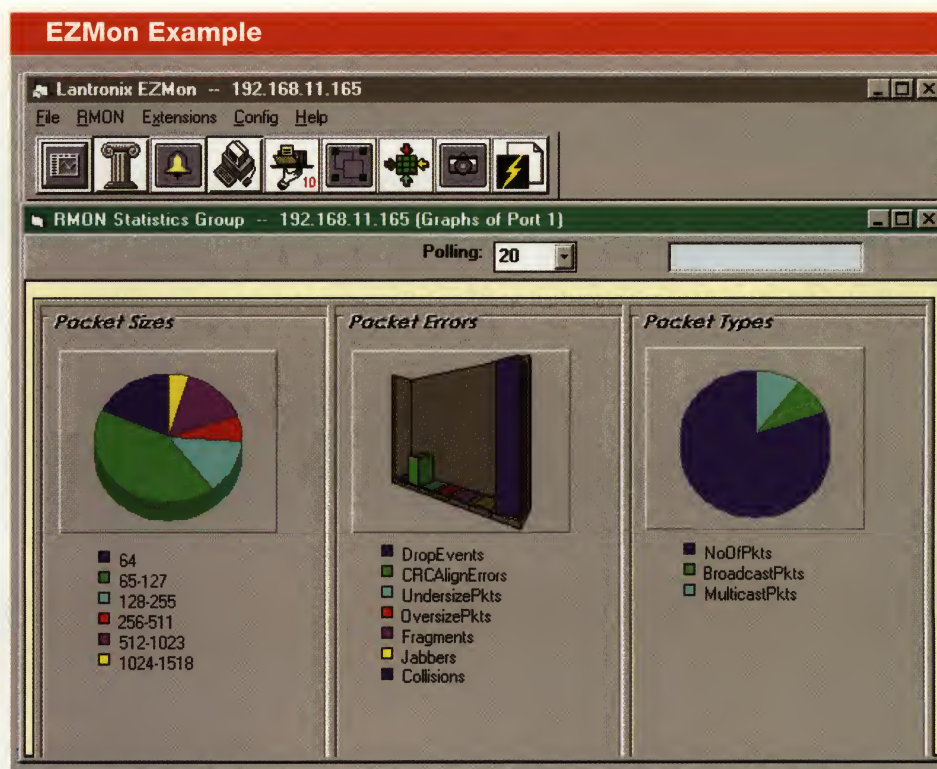 EZMon Example
Lantronix EZMon -- 192.168.11.165
File RMON Extensions Config Help
10
RMON Statistics Group -- 192.168.11.165 (Graphs of Port 1)
Polling: 20
Packet Sizes
64
65-127
128-255
256-511
512-1023
1024-1518
Packet Errors
DropEvents
CRCAlignErrors
UndersizePkts
OversizePkts
Fragments
Jabbers
Collisions
Packet Types
NoOfPkts
BroadcastPkts
MulticastPkts